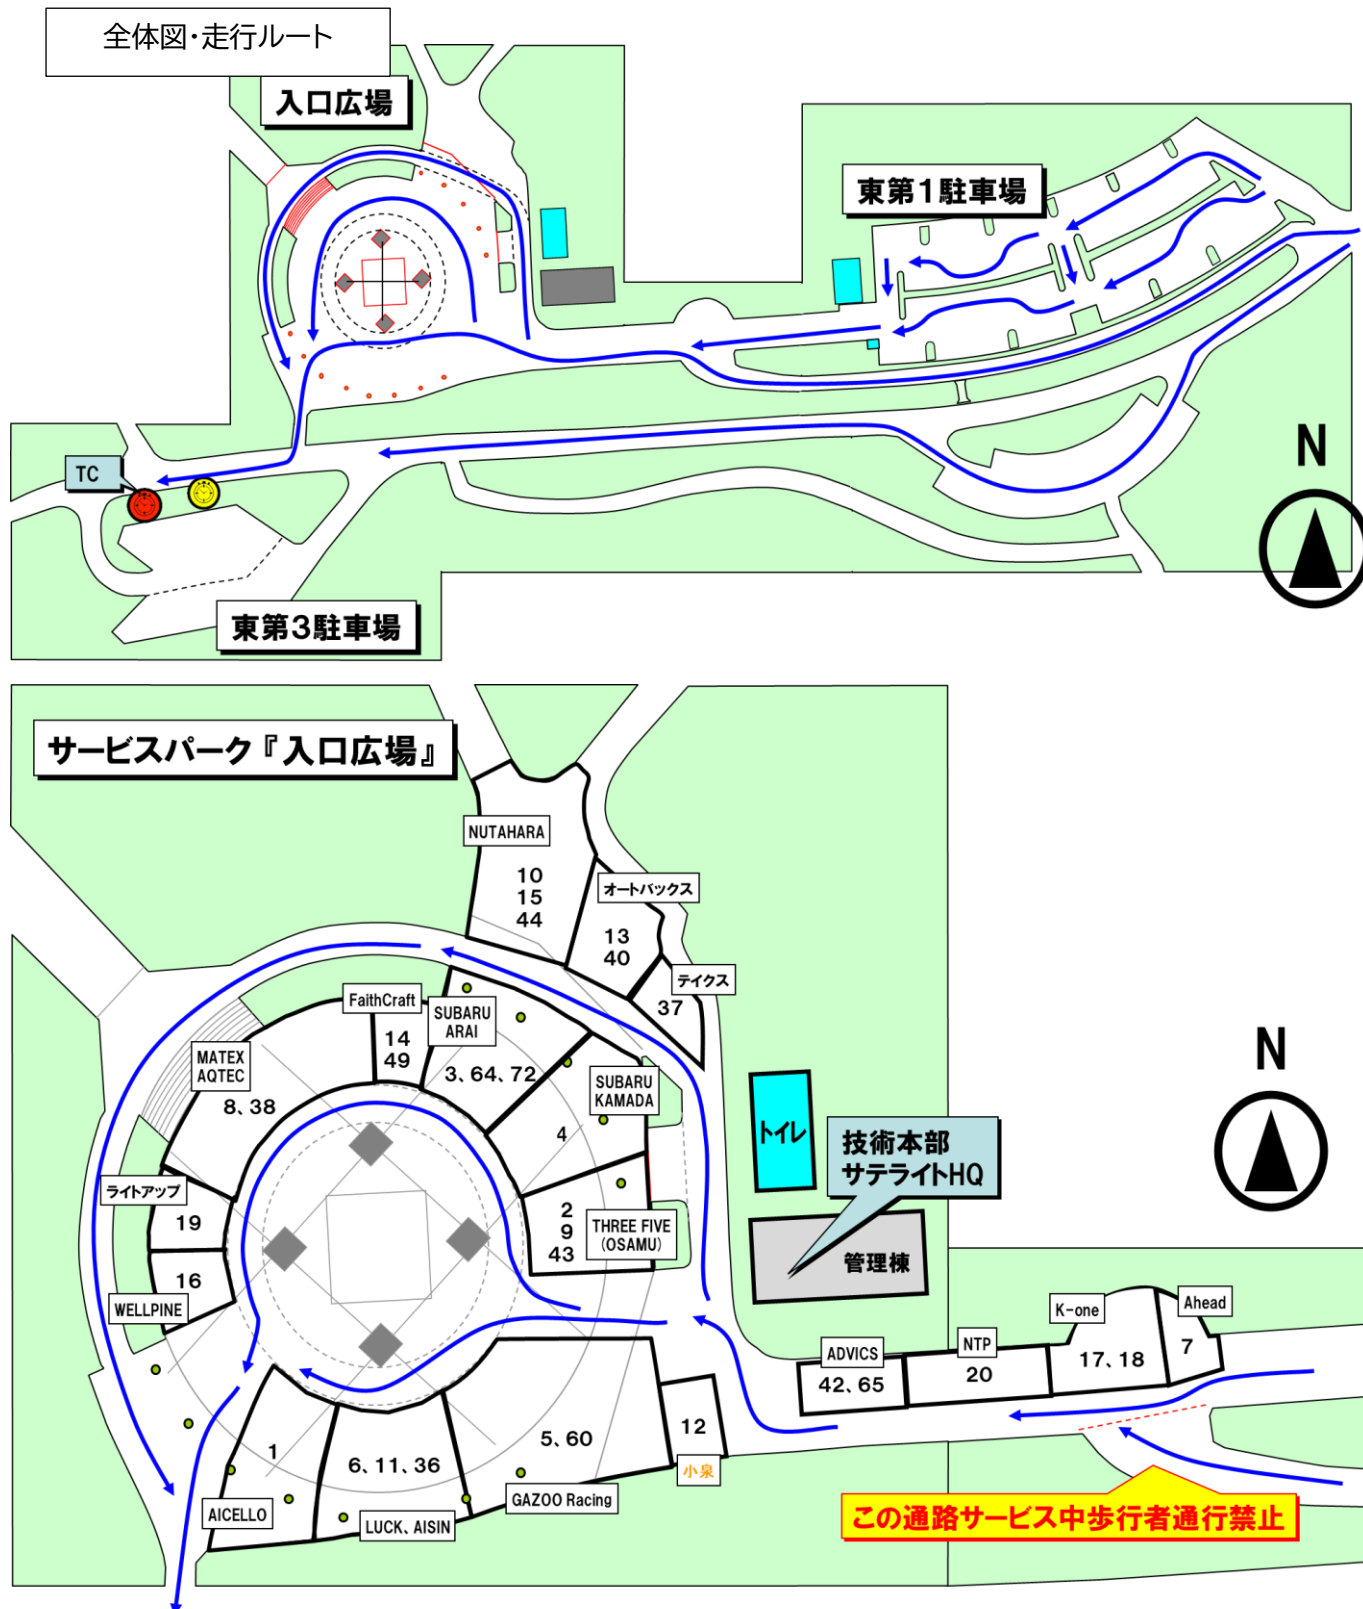 全体図・走行ルート
入口広場
東第1駐車場
N
TC
東第3駐車場
サービスパーク『入口広場』
NUTAHARA
10
15
44
オートバックス
13
40
テイクス
37
FaithCraft
14
49
SUBARU
ARAI
3、64、72
MATEX
AQTEC
8、38
SUBARU
KAMADA
4
N
トイレ
技術本部
サテライトHQ
管理棟
ライトアップ
19
2
9
43
THREE FIVE
(OSAMU)
16
WELLPINE
K-one
Ahead
ADVICS
NTP
42、65
20
17、18
7
1
6、11、36
5、60
12
小泉
AICELLO
LUCK、AISIN
GAZOO Racing
この通路サービス中歩行者通行禁止